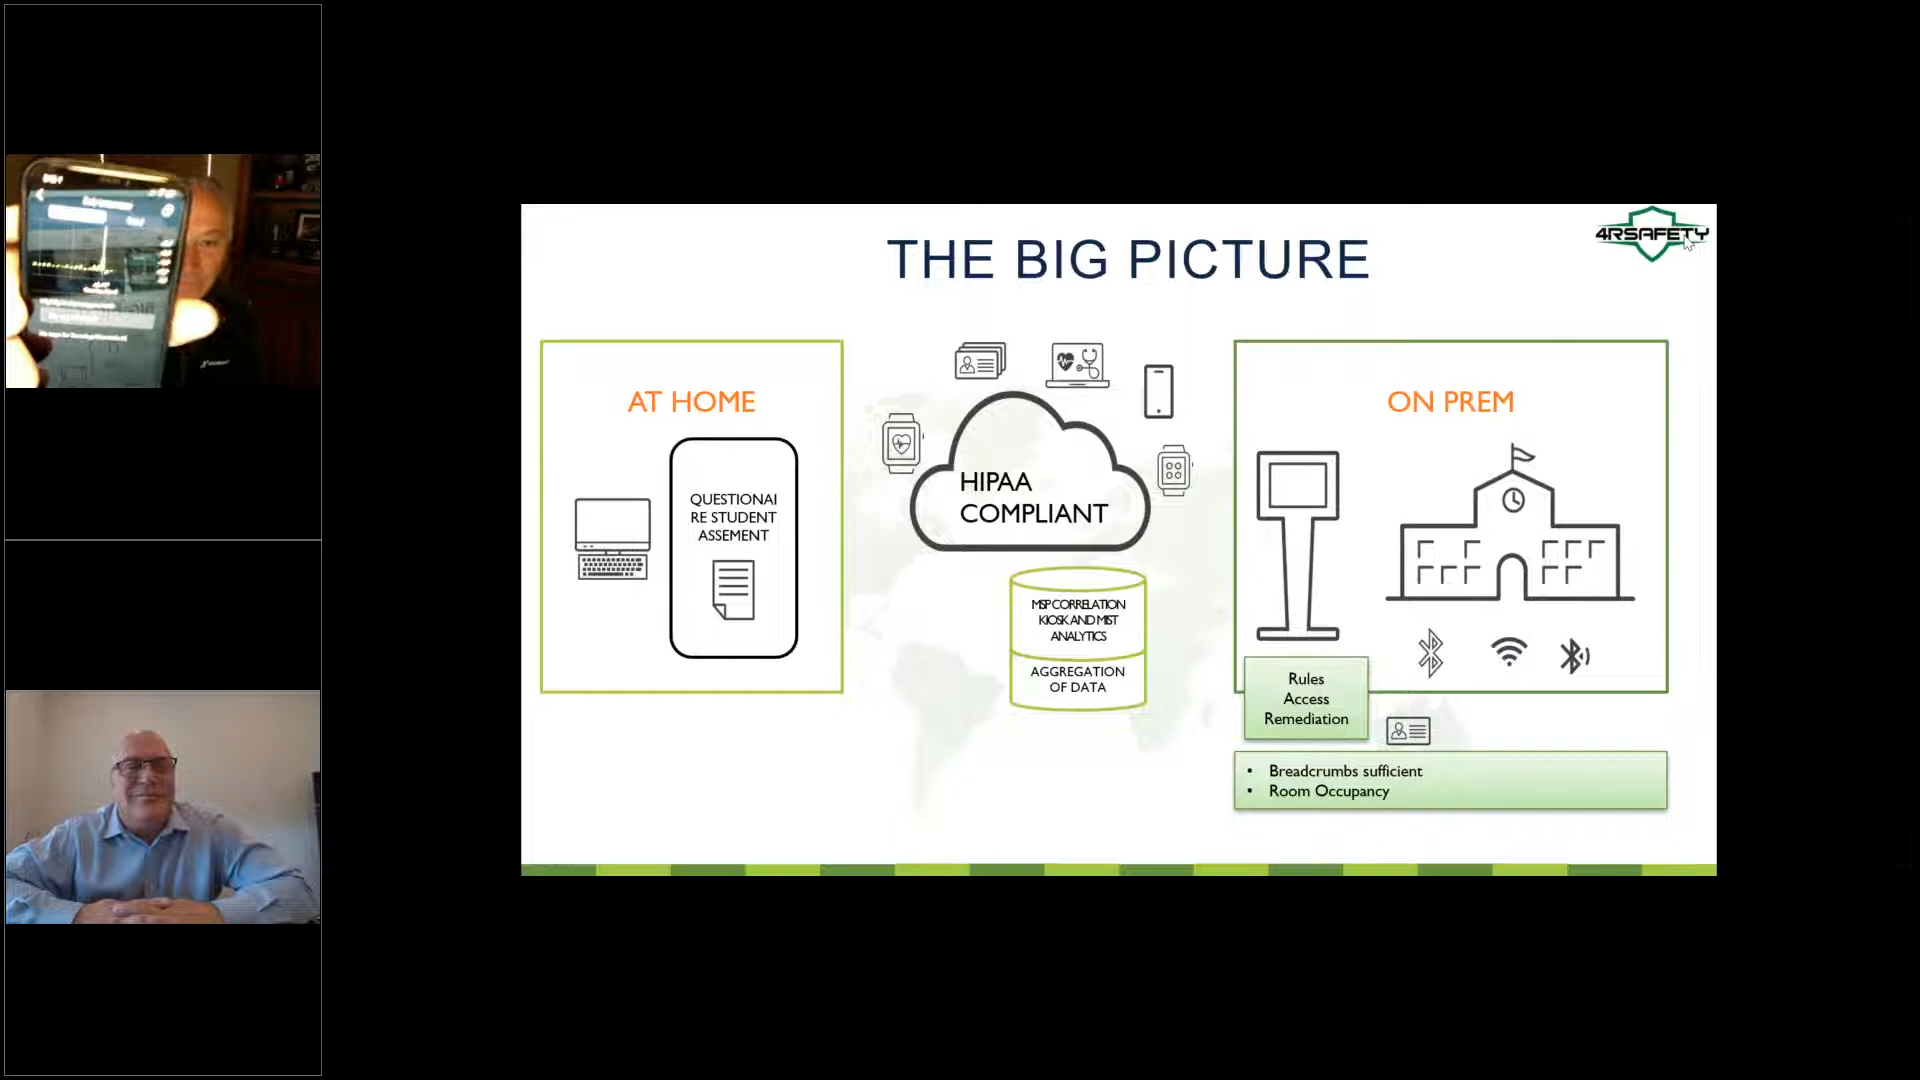 THE BIG PICTURE
4RSAFETY
AT HOME
QUESTIONAI
RE STUDENT
ASSEMENT
HIPAA
COMPLIANT
MSP CORRELATION
KIOSK AND MIST
ANALYTICS
AGGREGATION
OF DATA
ON PREM
Rules
Access
Remediation
• Breadcrumbs sufficient
• Room Occupancy